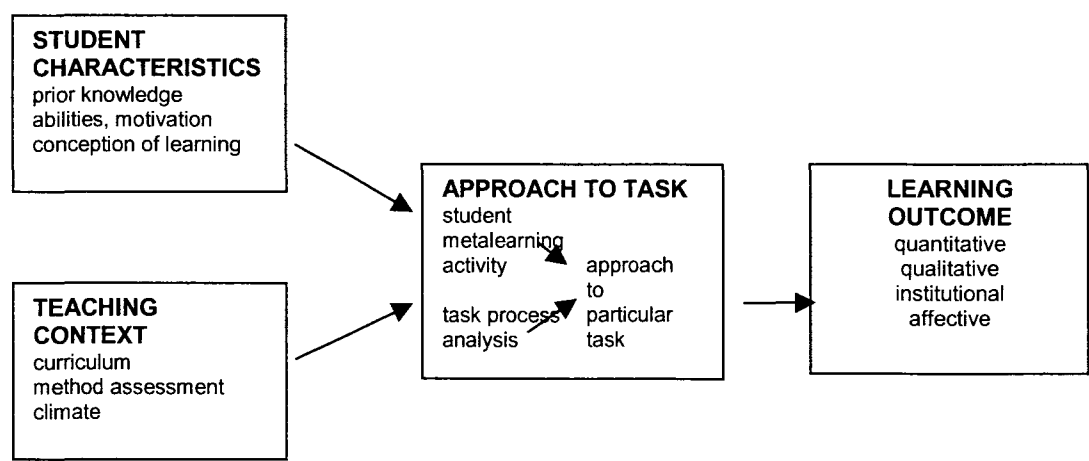 STUDENT
CHARACTERISTICS
prior knowledge
abilities, motivation
conception of learning
TEACHING
CONTEXT
curriculum
method assessment
climate
APPROACH TO TASK
student
metalearning
activity
task process
analysis
approach
to
particular
task
LEARNING
OUTCOME
quantitative
qualitative
institutional
affective